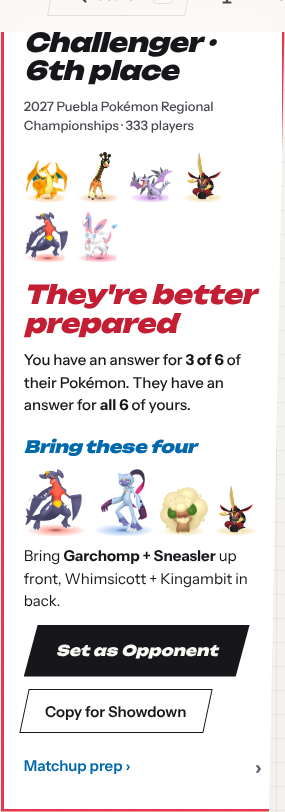 Challenger •
6th place
2027 Puebla Pokémon Regional
Championships · 333 players
They're better
prepared
You have an answer for 3 of 6 of
their Pokémon. They have an
answer for all 6 of yours.
Bring these four
Bring Garchomp + Sneasler up
front, Whimsicott + Kingambit in
back.
Set as Opponent
Copy for Showdown
Matchup prep ›